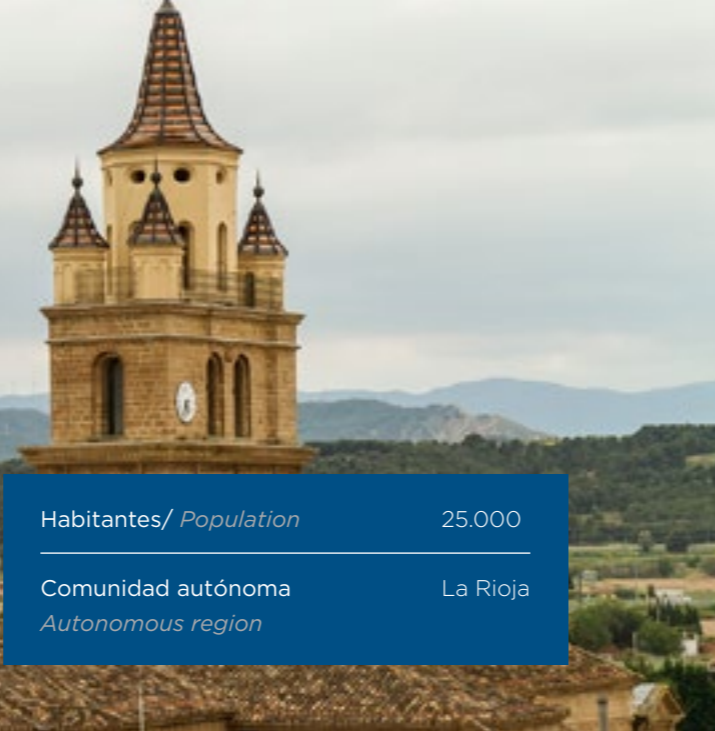 Habitantes/ Population 25.000
Comunidad autónoma La Rioja
Autonomous region